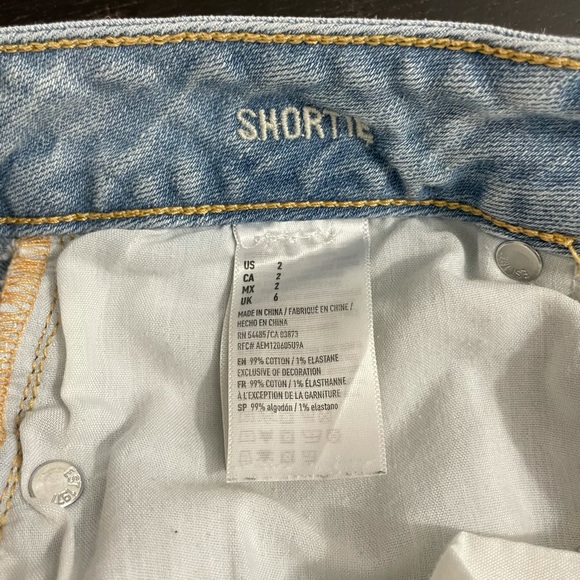 SHORTIE
US 2
CA 2
MX 2
UK 6
MADE IN CHINA / FABRIQUÉ EN CHINE /
HECHO EN CHINA
RN 54485/CA 03873
RFC# AEM120605U9A
EN 99% COTTON / 1% ELASTANE
EXCLUSIVE OF DECORATION
FR 99% COTON / 1% ÉLASTHANNE
À L'EXCEPTION DE LA GARNITURE
SP 99% algodón / 1% elastano